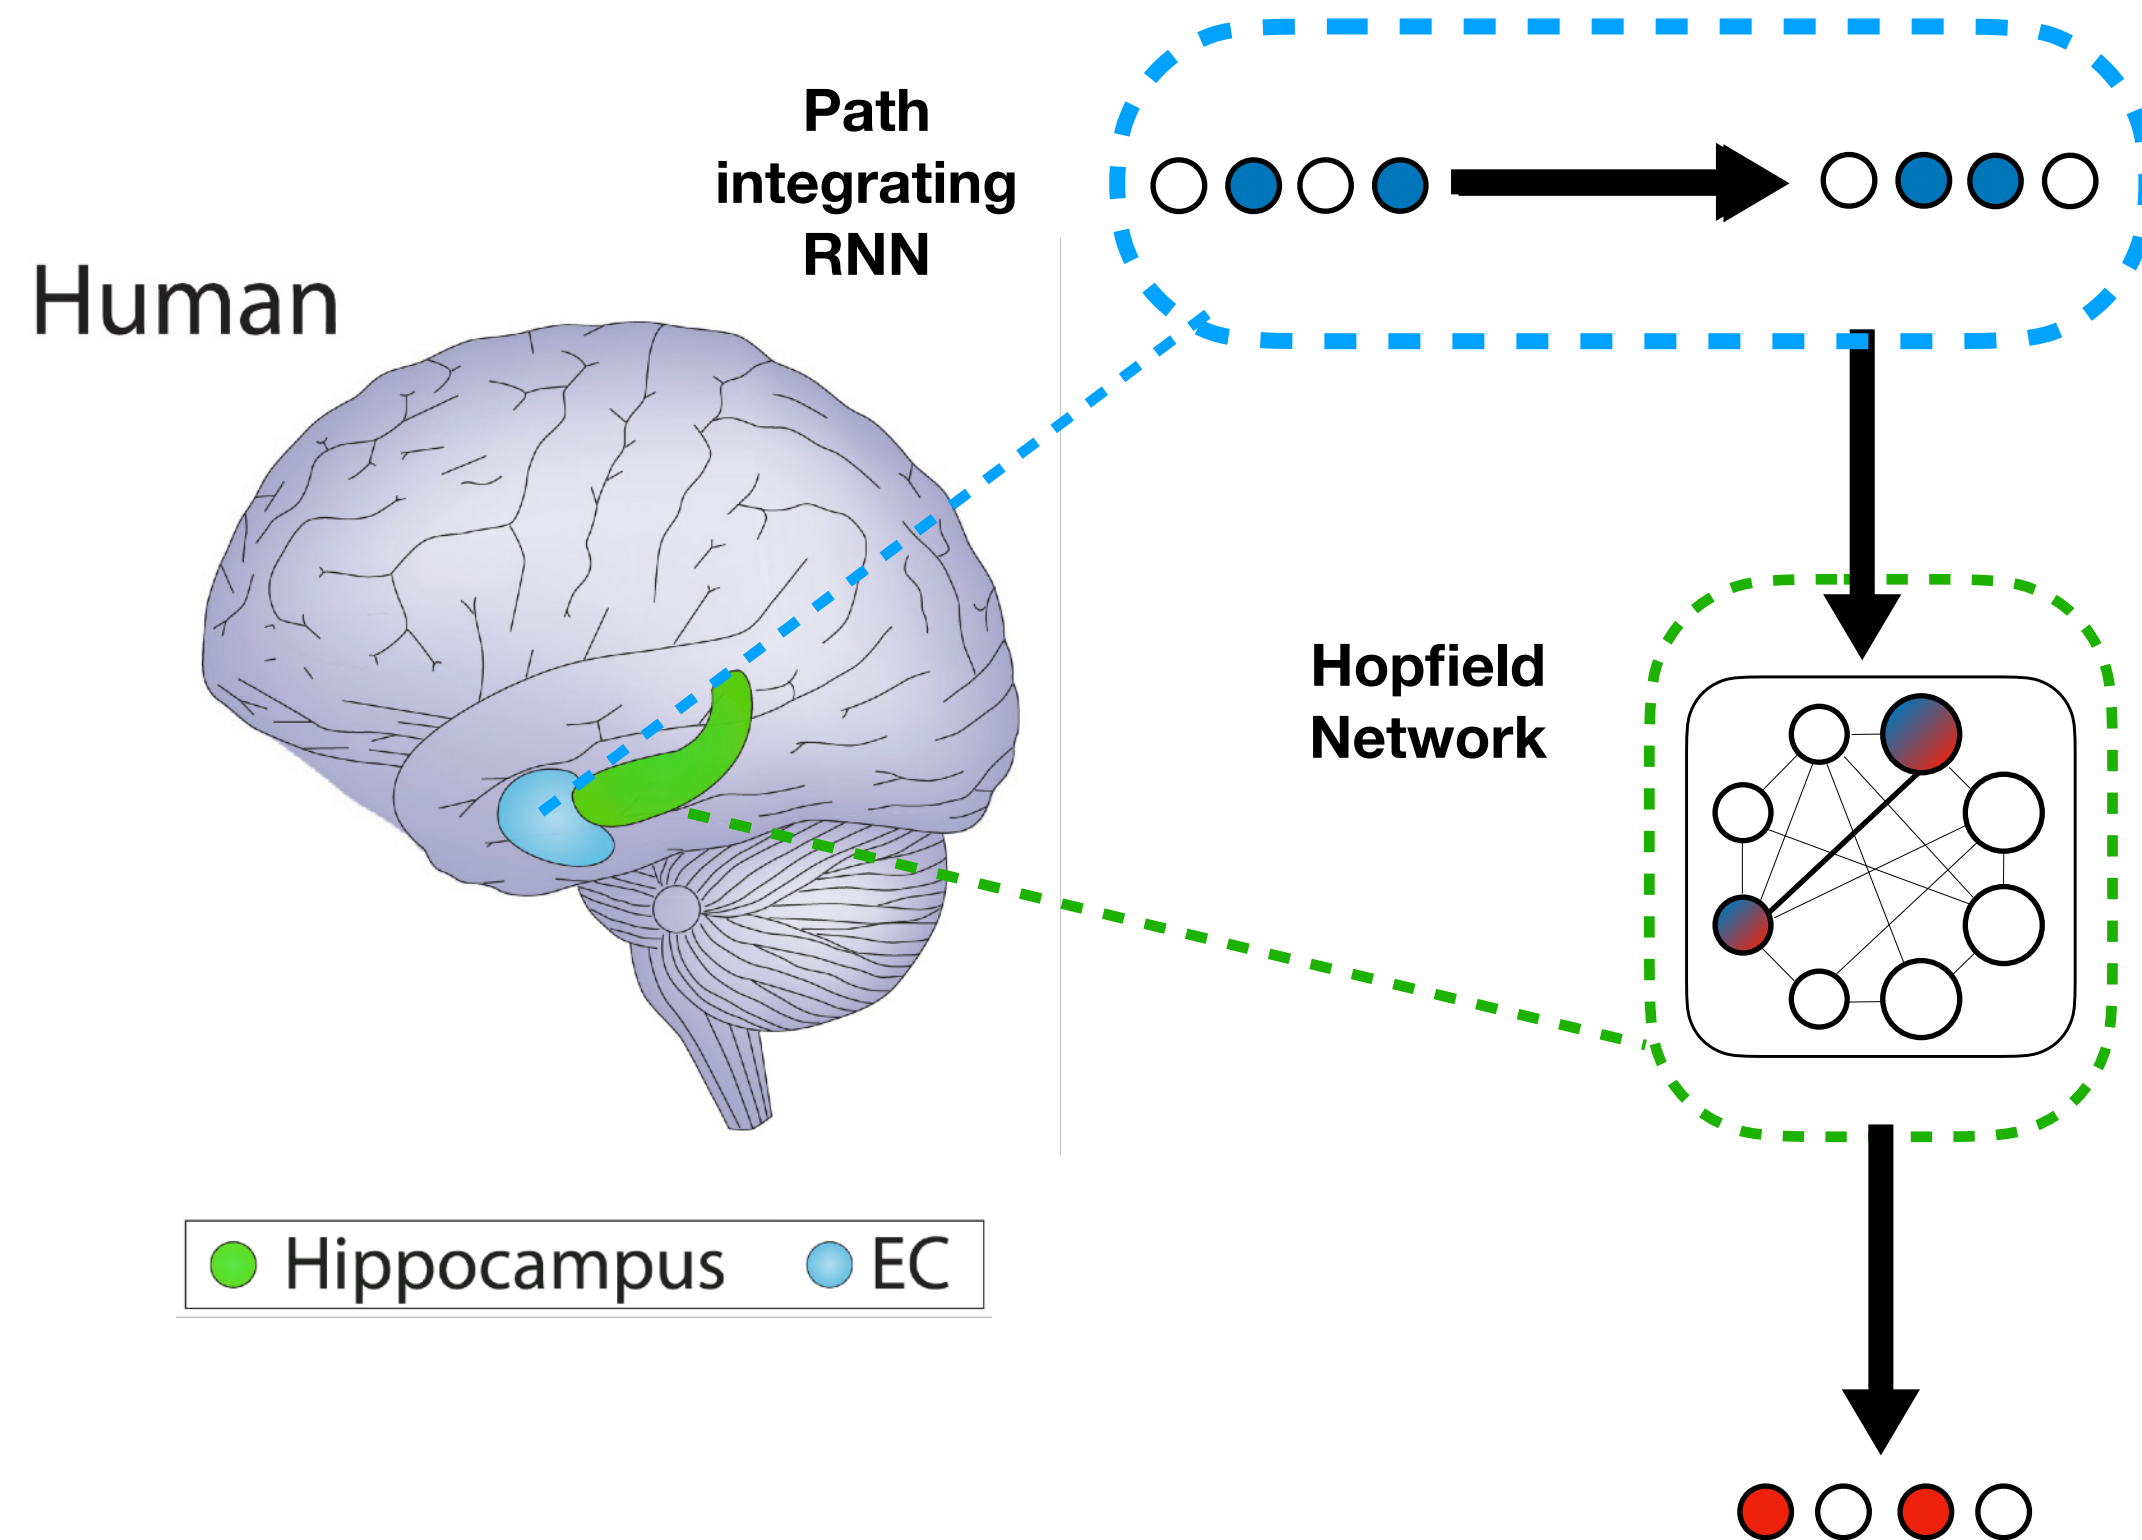 Path
integrating
RNN
Human
Hopfield
Network
Hippocampus
EC